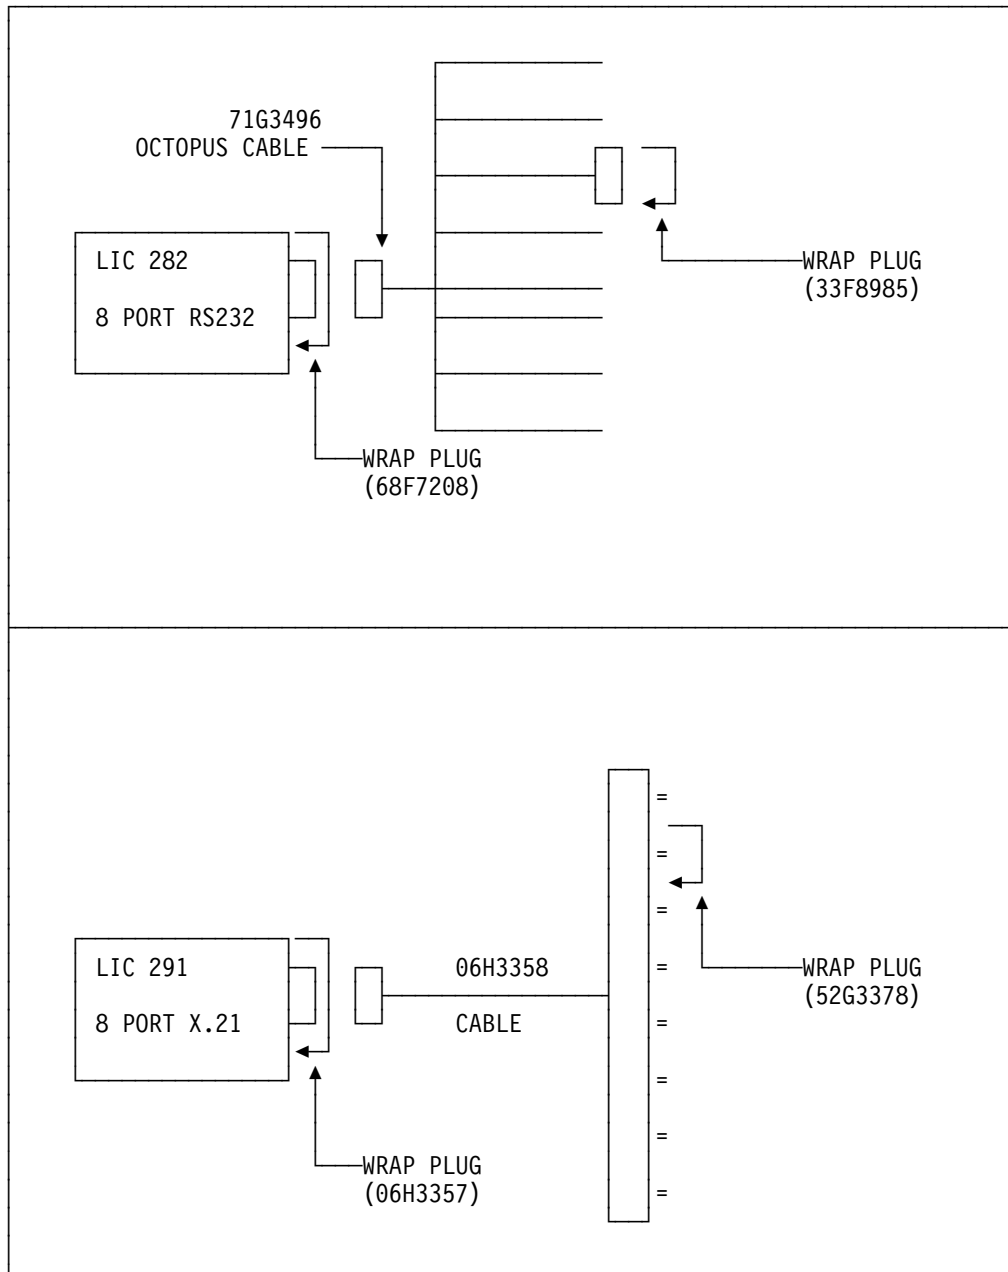 71G3496
OCTOPUS CABLE
LIC 282
8 PORT RS232
WRAP PLUG
(33F8985)
WRAP PLUG
(68F7208)
=
=
=
LIC 291
8 PORT X.21
06H3358
CABLE
=
WRAP PLUG
(52G3378)
=
=
=
=
WRAP PLUG
(06H3357)